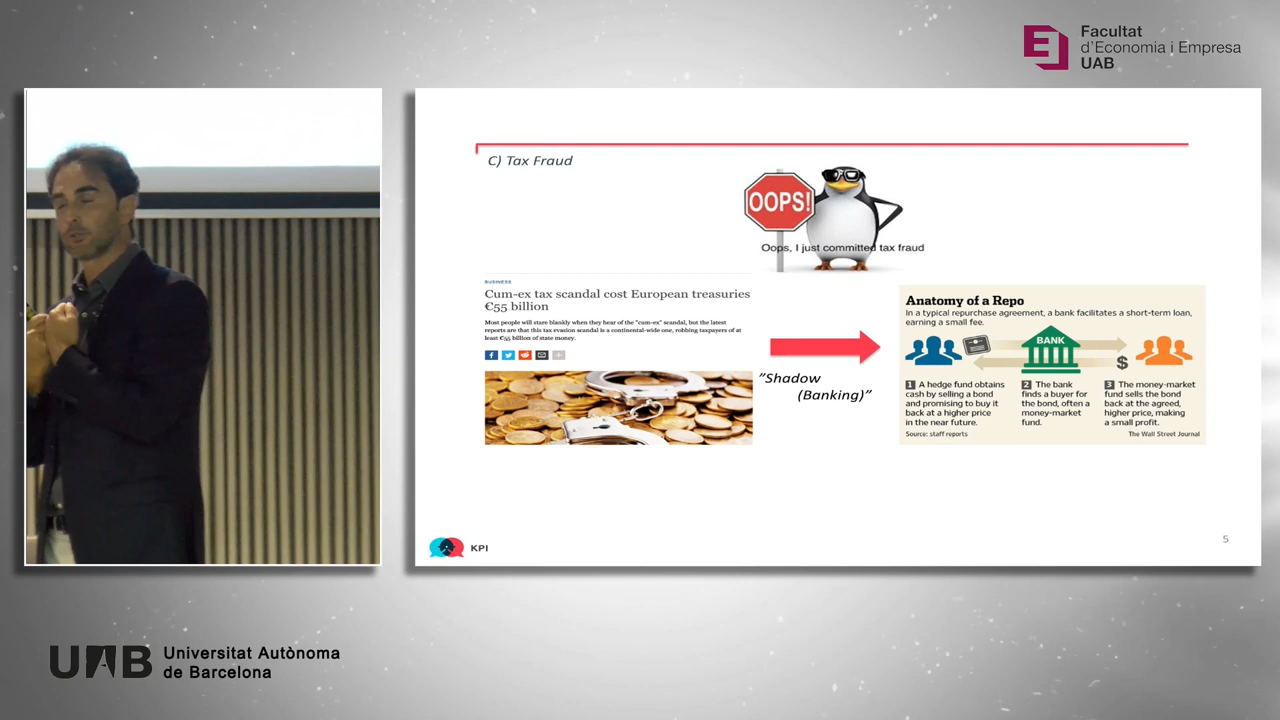 Facultat
d'Economia i Empresa
UAB
C) Tax Fraud
OOPS!
Oops, I just committed tax fraud
BUSINESS
Cum-ex tax scandal cost European treasuries
€55 billion
Most people will stare blankly when they hear of the "cum-ex" scandal, but the latest
reports are that this tax evasion scandal is a continental-wide one, robbing taxpayers of at
least €55 billion of state money.
"Shadow
(Banking)"
Anatomy of a Repo
In a typical repurchase agreement, a bank facilitates a short-term loan,
earning a small fee.
BANK
$
1 A hedge fund obtains
cash by selling a bond
and promising to buy it
back at a higher price
in the near future.
2 The bank
finds a buyer for
the bond, often a
money-market
fund.
3 The money-market
fund sells the bond
back at the agreed,
higher price, making
a small profit.
Source: staff reports
The Wall Street Journal
KPI
5
UAB
Universitat Autònoma
de Barcelona